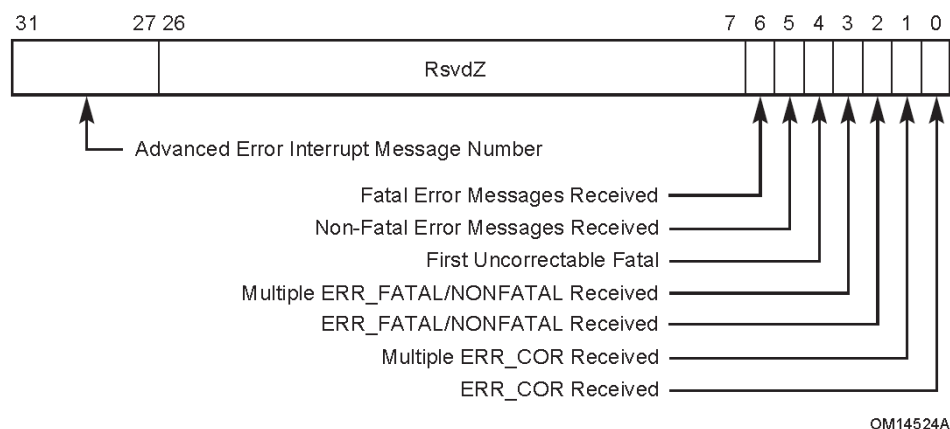 31 27 26 7 6 5 4 3 2 1 0
RsvdZ
Advanced Error Interrupt Message Number
Fatal Error Messages Received
Non-Fatal Error Messages Received
First Uncorrectable Fatal
Multiple ERR_FATAL/NONFATAL Received
ERR_FATAL/NONFATAL Received
Multiple ERR_COR Received
ERR_COR Received
OM14524A